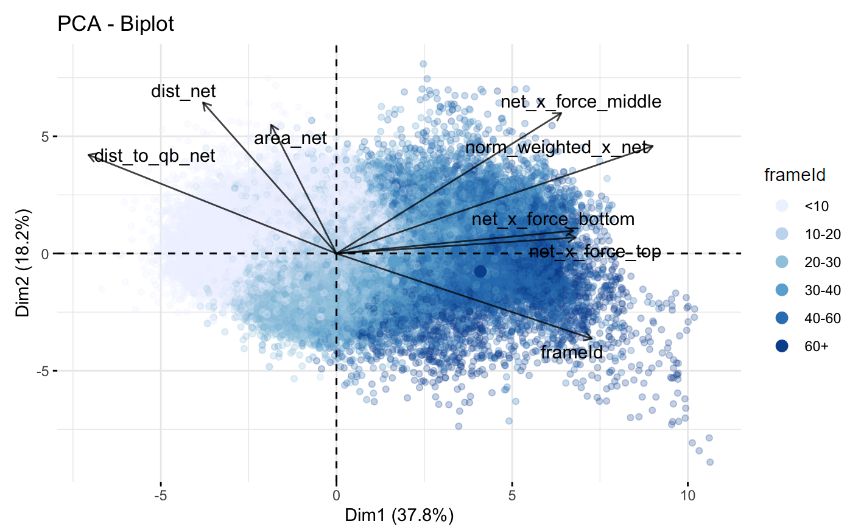 PCA - Biplot
dist_net
net_x_force_middle
area_net
norm_weighted_x_net
dist_to_qb_net
net_x_force_bottom
net_x_force_top
frameId
5
0
-5
Dim2 (18.2%)
-5
0
5
10
Dim1 (37.8%)
frameId
<10
10-20
20-30
30-40
40-60
60+